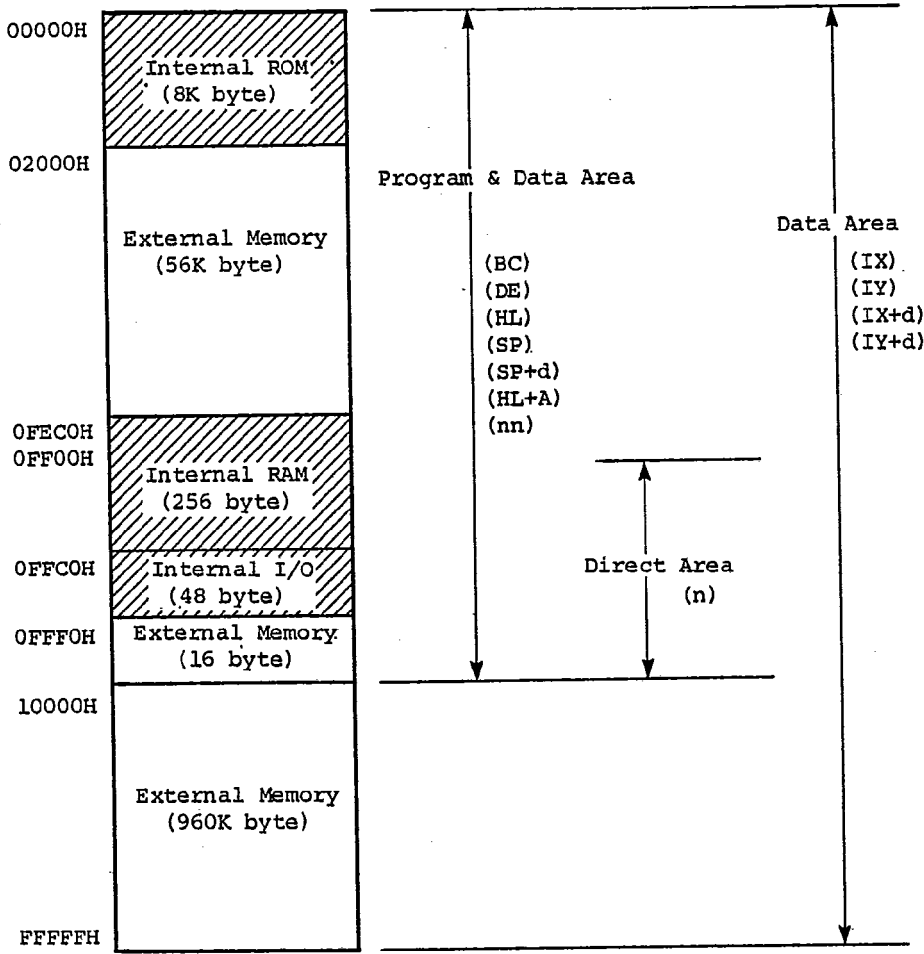 00000H
Internal ROM
(8K byte)
02000H
External Memory
(56K byte)
0FEC0H
0FF00H
Internal RAM
(256 byte)
0FFC0H
Internal I/O
(48 byte)
0FFF0H
External Memory
(16 byte)
10000H
External Memory
(960K byte)
FFFFFH
Program & Data Area
(BC)
(DE)
(HL)
(SP)
(SP+d)
(HL+A)
(nn)
Direct Area
(n)
Data Area
(IX)
(IY)
(IX+d)
(IY+d)